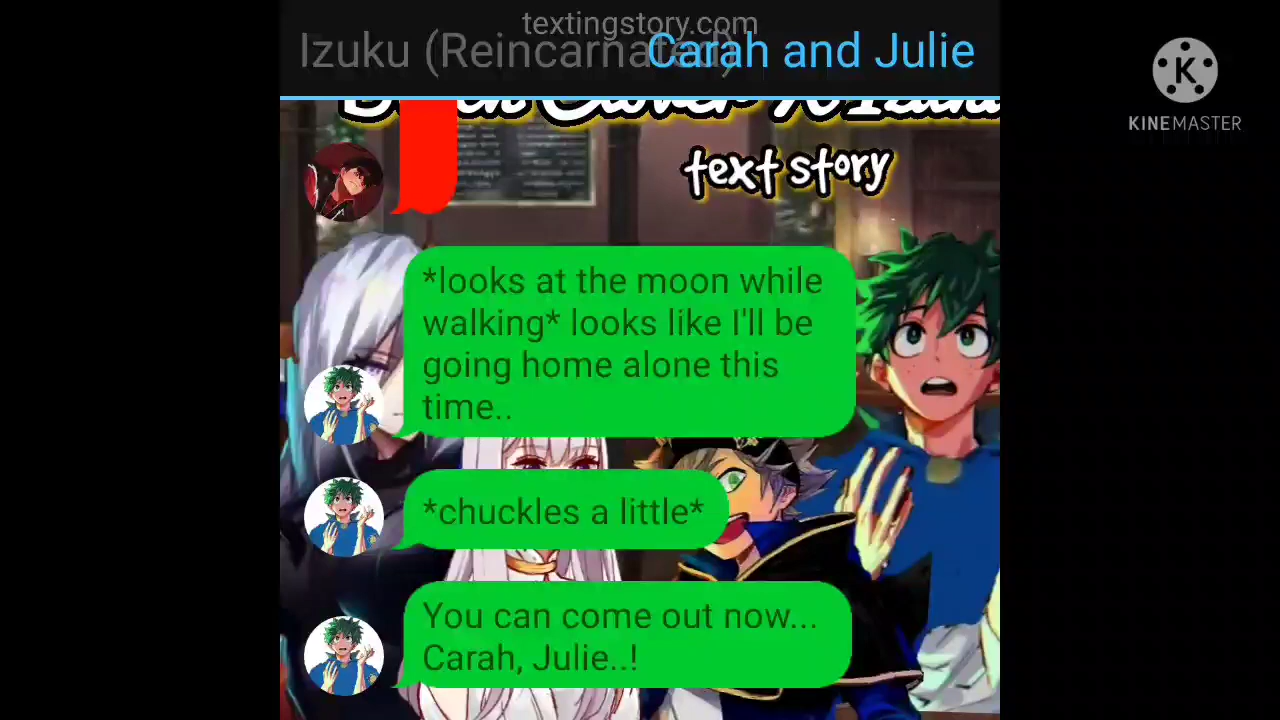 textingstory.com
Izuku (Reincarnated)
Carah and Julie
K
KINEMASTER
text story
*looks at the moon while
walking* looks like I'll be
going home alone this
time..
*chuckles a little*
You can come out now...
Carah, Julie..!